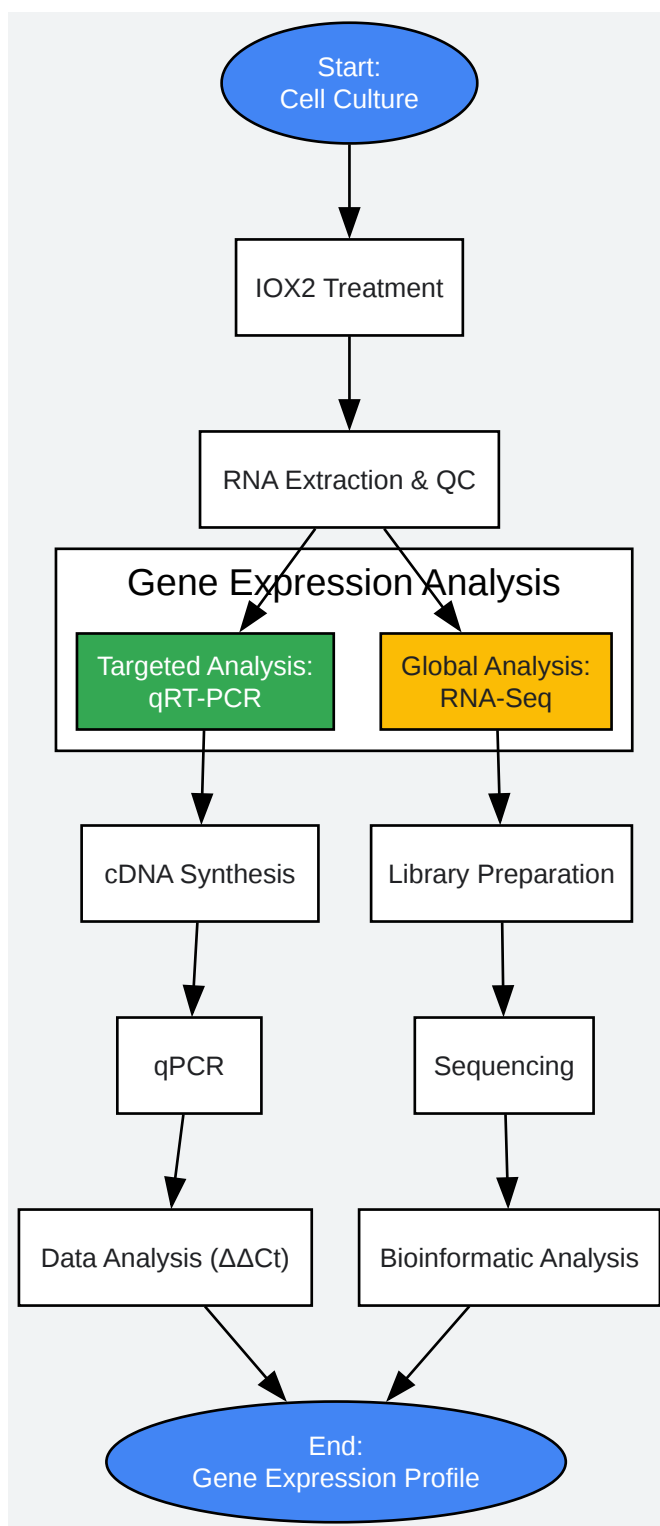 Start:
Cell Culture
IOX2 Treatment
RNA Extraction & QC
Gene Expression Analysis
Targeted Analysis:
qRT-PCR
Global Analysis:
RNA-Seq
cDNA Synthesis
Library Preparation
qPCR
Sequencing
Data Analysis (ΔΔCt)
Bioinformatic Analysis
End:
Gene Expression Profile